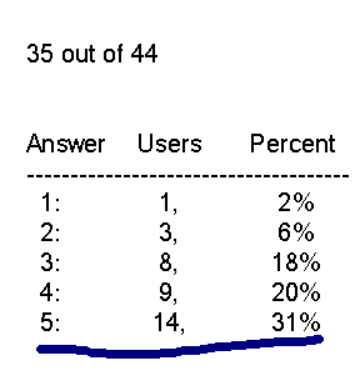 35 out of 44
Answer Users Percent
-------------------------------------
1: 1, 2%
2: 3, 6%
3: 8, 18%
4: 9, 20%
5: 14, 31%